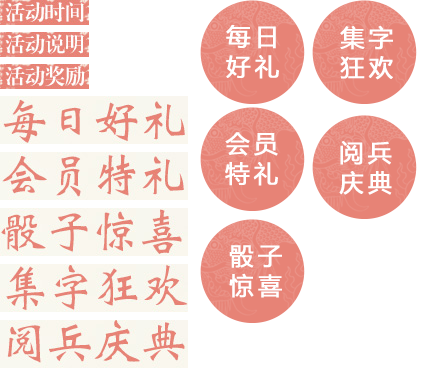 活动时间
活动说明
活动奖励
每日好礼
会员特礼
骰子惊喜
集字狂欢
阅兵庆典
每日
好礼
集字
狂欢
会员
特礼
阅兵
庆典
骰子
惊喜